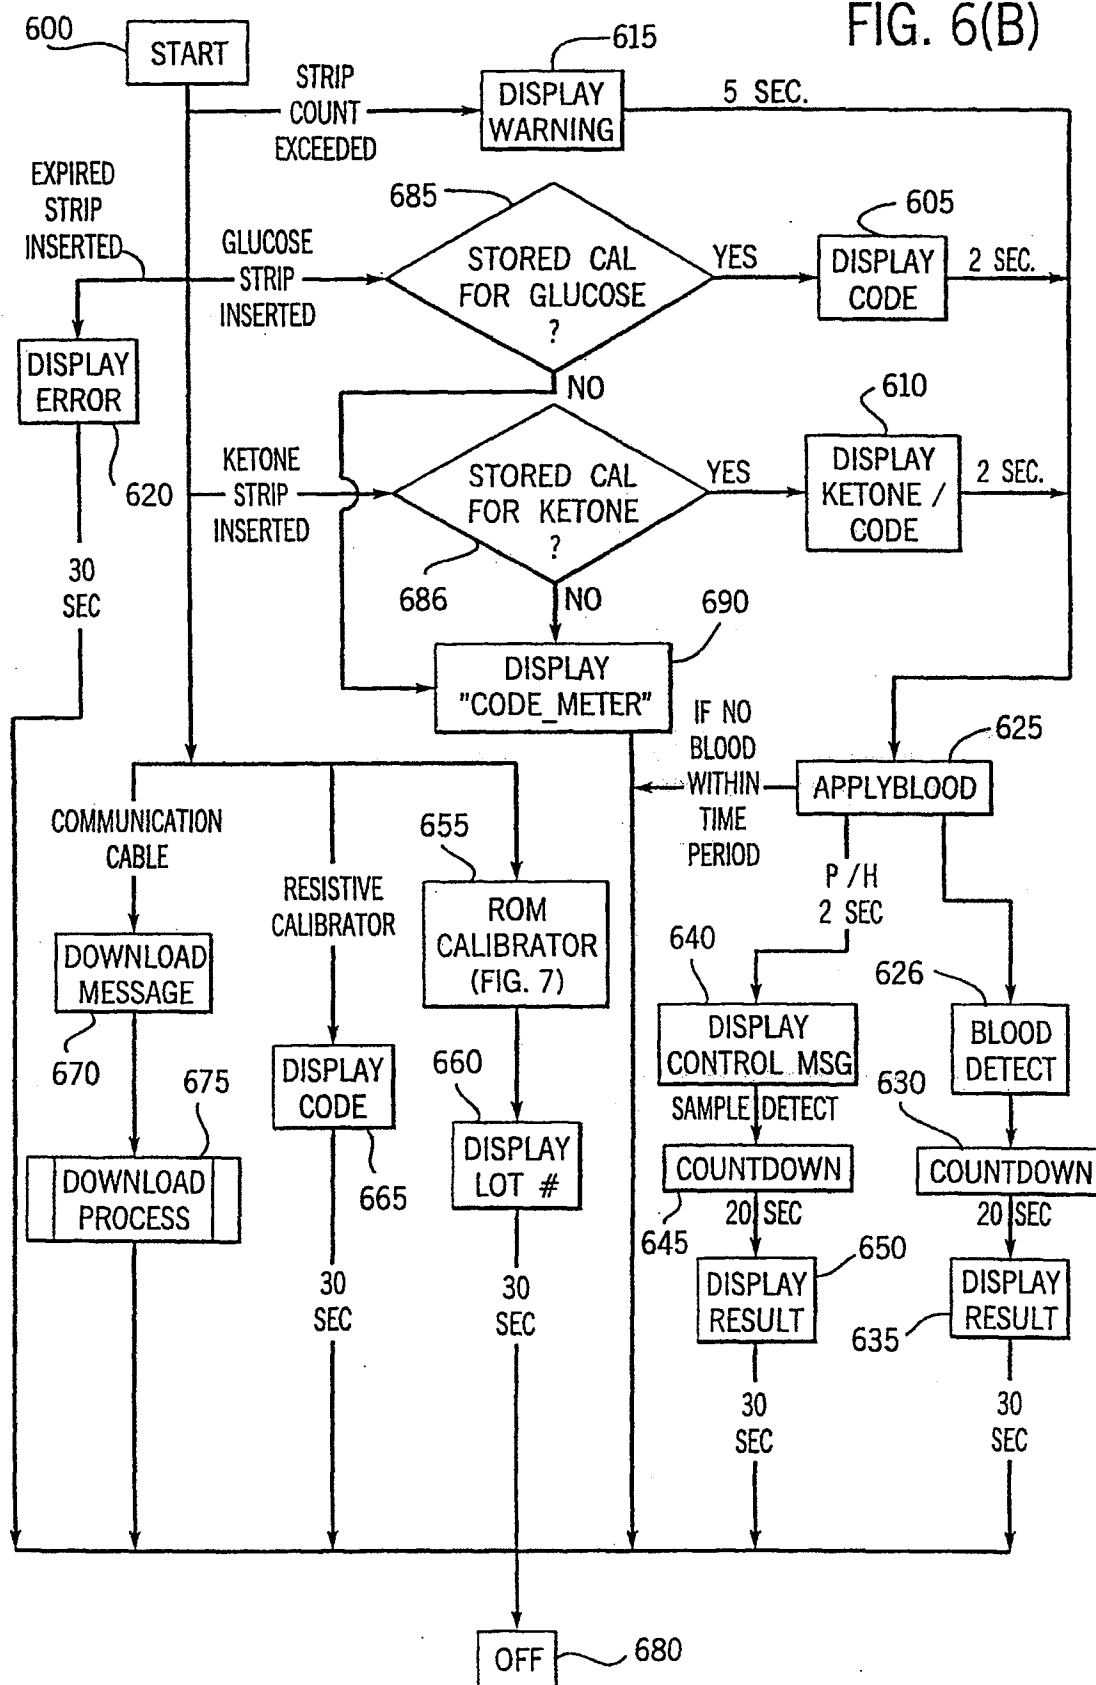 FIG. 6(B)
600
START
615
STRIP
COUNT
EXCEEDED
DISPLAY
WARNING
5 SEC.
EXPIRED
STRIP
INSERTED
685
GLUCOSE
STRIP
INSERTED
STORED CAL
FOR GLUCOSE
?
YES
605
DISPLAY
CODE
2 SEC.
DISPLAY
ERROR
620
NO
610
KETONE
STRIP
INSERTED
STORED CAL
FOR KETONE
?
YES
DISPLAY
KETONE /
CODE
2 SEC.
30
SEC
686
NO
690
DISPLAY
"CODE_METER"
IF NO
BLOOD
WITHIN
TIME
PERIOD
625
APPLYBLOOD
COMMUNICATION
CABLE
655
RESISTIVE
CALIBRATOR
ROM
CALIBRATOR
(FIG. 7)
P / H
2 SEC
640
626
DOWNLOAD
MESSAGE
670
DISPLAY
CONTROL MSG
BLOOD
DETECT
675
DISPLAY
CODE
665
660
DISPLAY
LOT #
SAMPLE DETECT
630
DOWNLOAD
PROCESS
COUNTDOWN
COUNTDOWN
645
20 SEC
20 SEC
650
DISPLAY
RESULT
DISPLAY
RESULT
635
30
SEC
30
SEC
30
SEC
30
SEC
OFF
680